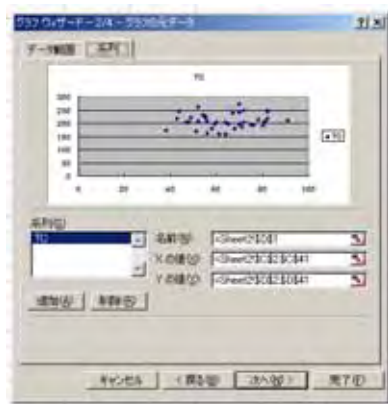 グラフ ウィザード - 2/4 - グラフの元データ
データ範囲 系列
TG
300
250
200
150
100
50
0
0 20 40 60 80 100
TG
系列(S)
TG
名前(N) =Sheet2!$D$1
Xの値(X) =Sheet2!$C$2:$C$41
Yの値(Y) =Sheet2!$D$2:$D$41
追加(A) 削除(R)
キャンセル < 戻る(B) 次へ(N) > 完了(F)